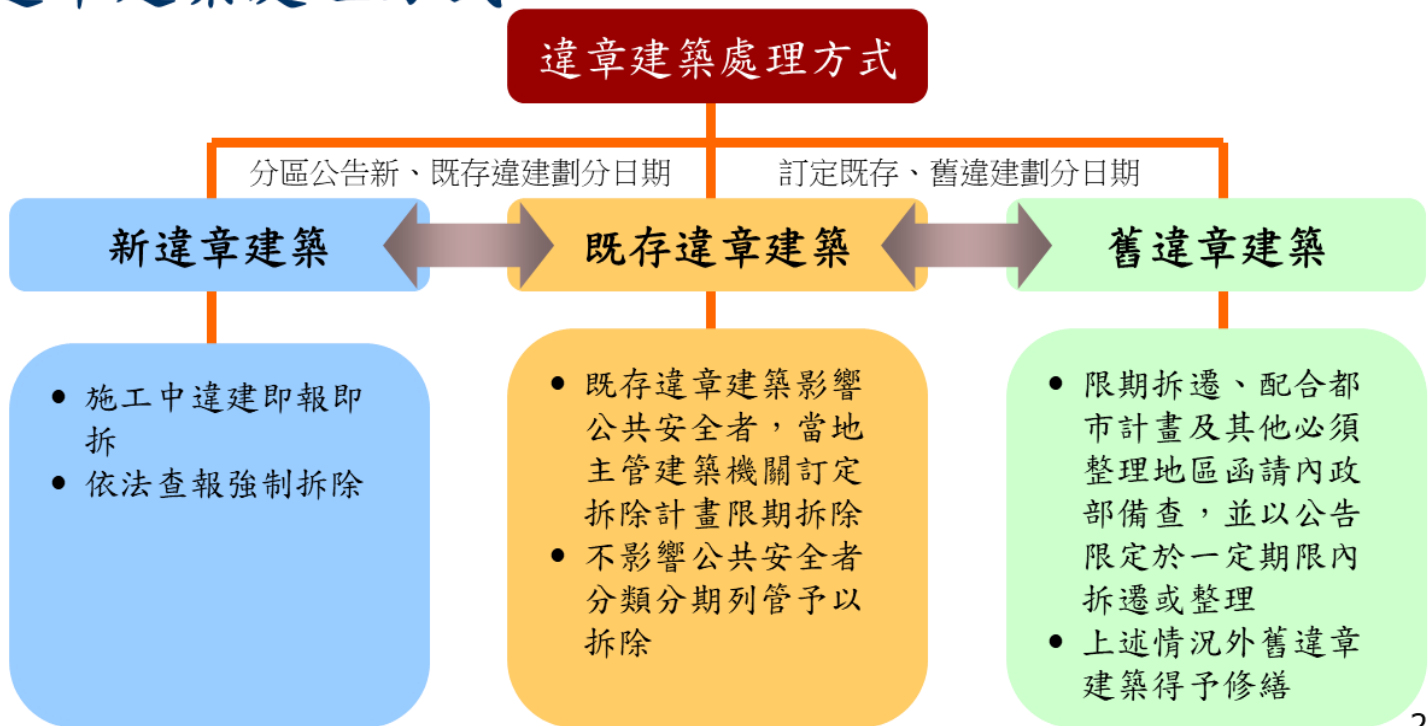 違章建築處理方式
違章建築處理方式
分區公告新、既存違建劃分日期
訂定既存、舊違建劃分日期
新違章建築
既存違章建築
舊違章建築
• 施工中違建即報即
拆
• 依法查報強制拆除
• 既存違章建築影響
公共安全者，當地
主管建築機關訂定
拆除計畫限期拆除
• 不影響公共安全者
分類分期列管予以
拆除
• 限期拆遷、配合都
市計畫及其他必須
整理地區函請內政
部備查，並以公告
限定於一定期限內
拆遷或整理
• 上述情況外舊違章
建築得予修繕
2